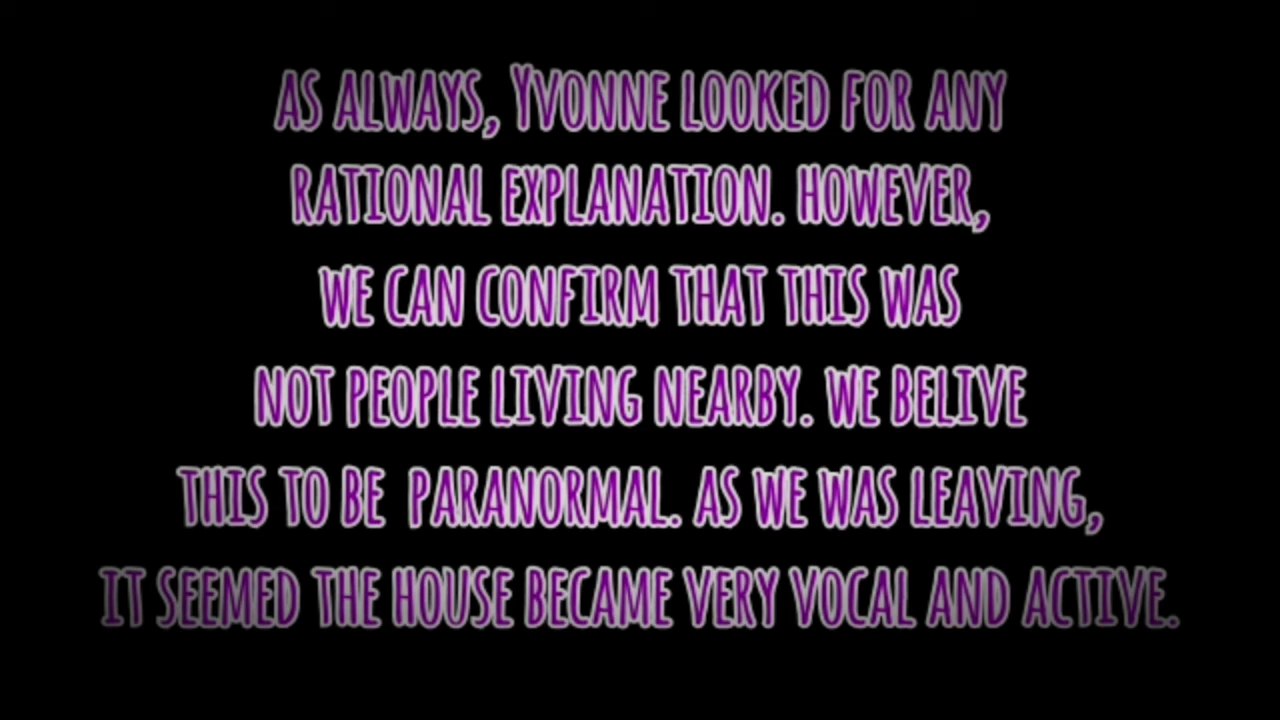 AS ALWAYS, YVONNE LOOKED FOR ANY
RATIONAL EXPLANATION. HOWEVER,
WE CAN CONFIRM THAT THIS WAS
NOT PEOPLE LIVING NEARBY. WE BELIVE
THIS TO BE  PARANORMAL. AS WE WAS LEAVING,
IT SEEMED THE HOUSE BECAME VERY VOCAL AND ACTIVE.